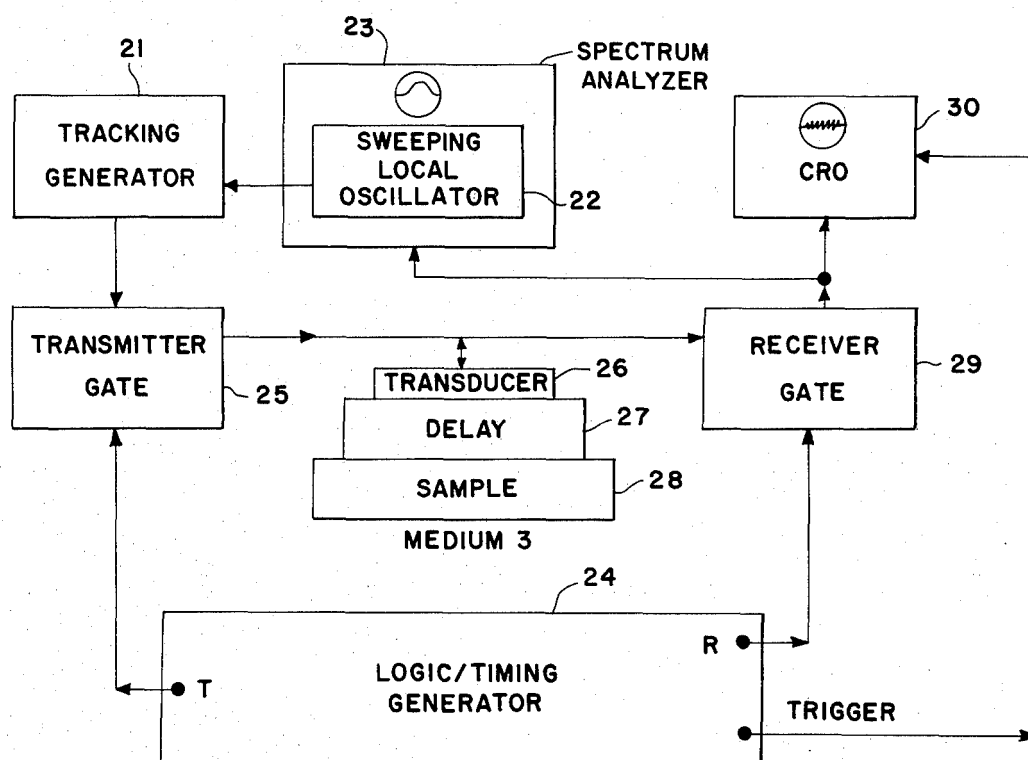 21
23
SPECTRUM
ANALYZER
TRACKING
GENERATOR
SWEEPING
LOCAL
OSCILLATOR
22
30
CRO
TRANSMITTER
GATE
25
TRANSDUCER
26
DELAY
27
SAMPLE
28
MEDIUM 3
RECEIVER
GATE
29
24
LOGIC/TIMING
GENERATOR
T
R
TRIGGER